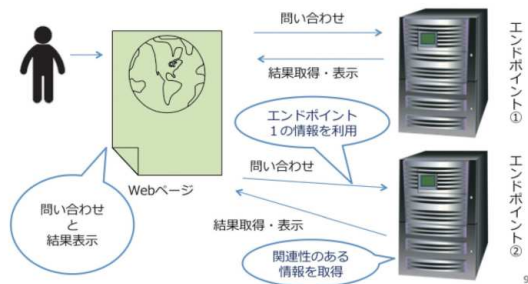 問い合わせ
結果取得・表示
エンドポイント①
エンドポイント
１の情報を利用
問い合わせ
Webページ
結果取得・表示
エンドポイント②
問い合わせ
と
結果表示
関連性のある
情報を取得
9